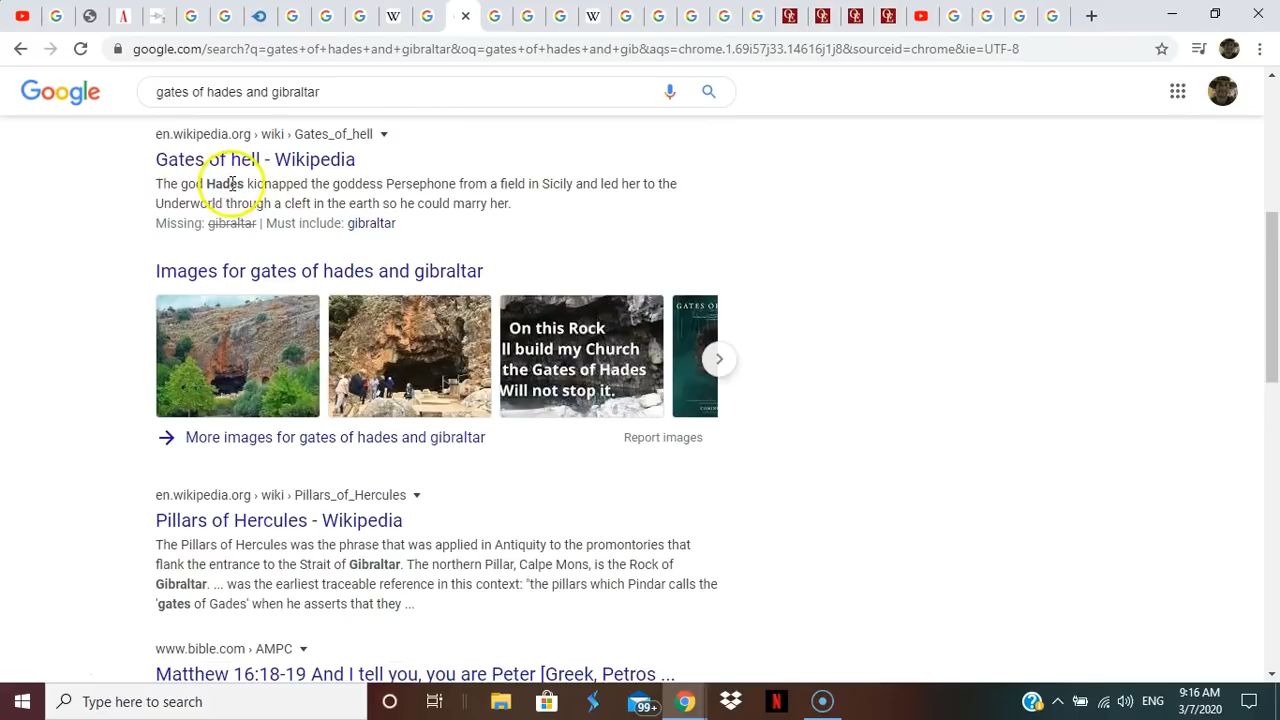 google.com/search?q=gates+of+hades+and+gibraltar&oq=gates+of+hades+and+gib&aqs=chrome.1.69i57j33.14616j1j8&sourceid=chrome&ie=UTF-8
Google
gates of hades and gibraltar
en.wikipedia.org › wiki › Gates_of_hell
Gates of hell - Wikipedia
The god Hades kidnapped the goddess Persephone from a field in Sicily and led her to the
Underworld through a cleft in the earth so he could marry her.
Missing: gibraltar | Must include: gibraltar
Images for gates of hades and gibraltar
On this Rock
ll build my Church
the Gates of Hades
Will not stop it.
GATES O
More images for gates of hades and gibraltar
Report images
en.wikipedia.org › wiki › Pillars_of_Hercules
Pillars of Hercules - Wikipedia
The Pillars of Hercules was the phrase that was applied in Antiquity to the promontories that
flank the entrance to the Strait of Gibraltar. The northern Pillar, Calpe Mons, is the Rock of
Gibraltar. ... was the earliest traceable reference in this context: "the pillars which Pindar calls the
'gates of Gades' when he asserts that they ...
www.bible.com › AMPC
Matthew 16:18-19 And I tell you, you are Peter [Greek, Petros ...
Type here to search
99+
ENG
9:16 AM
3/7/2020